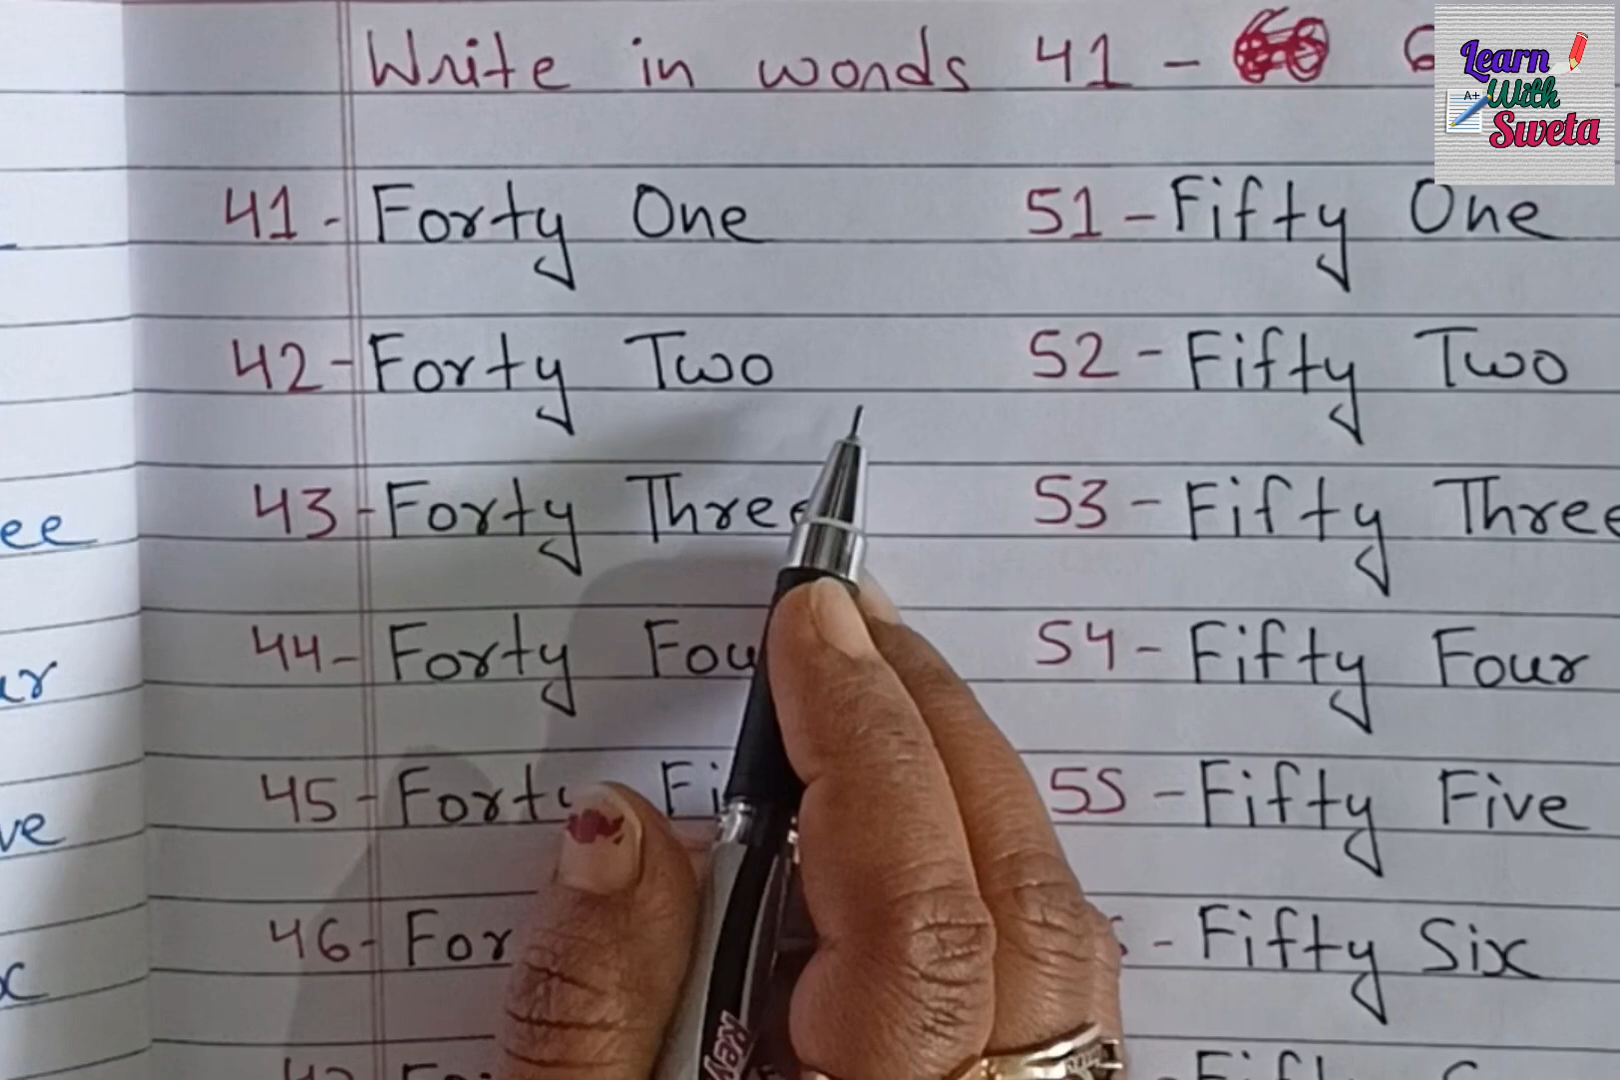 Write in words 41 -
Learn
With
Sweta
A+
41 - Forty One
51 - Fifty One
42 - Forty Two
52 - Fifty Two
43 - Forty Three
53 - Fifty Three
44 - Forty
54 - Fifty Four
45 -
55 - Fifty Five
46 -
- Fifty Six